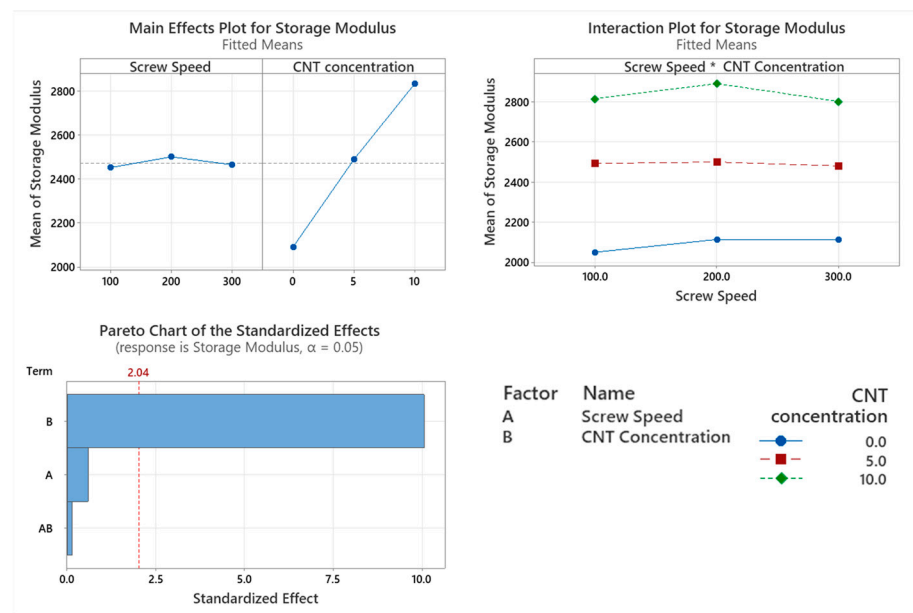 Main Effects Plot for Storage Modulus
Fitted Means
Screw Speed
CNT concentration
Mean of Storage Modulus
2800
2600
2400
2200
2000
100
200
300
0
5
10
Interaction Plot for Storage Modulus
Fitted Means
Screw Speed * CNT Concentration
Mean of Storage Modulus
2800
2600
2400
2200
2000
100.0
200.0
300.0
Screw Speed
Pareto Chart of the Standardized Effects
(response is Storage Modulus, α = 0.05)
Term
2.04
B
A
AB
0.0
2.5
5.0
7.5
10.0
Standardized Effect
Factor Name
A Screw Speed
B CNT Concentration
CNT
concentration
0.0
5.0
10.0